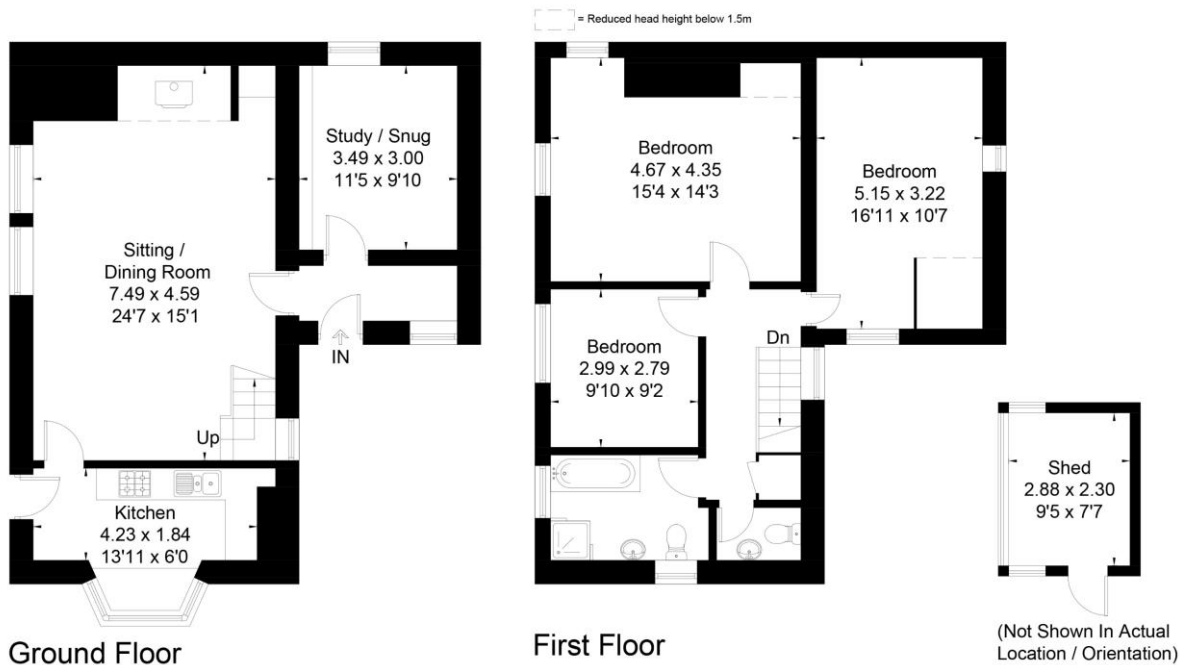 = Reduced head height below 1.5m
Study / Snug
3.49 x 3.00
11'5 x 9'10
Sitting /
Dining Room
7.49 x 4.59
24'7 x 15'1
IN
Up
Kitchen
4.23 x 1.84
13'11 x 6'0
Ground Floor
Bedroom
4.67 x 4.35
15'4 x 14'3
Bedroom
5.15 x 3.22
16'11 x 10'7
Bedroom
2.99 x 2.79
9'10 x 9'2
Dn
First Floor
Shed
2.88 x 2.30
9'5 x 7'7
(Not Shown In Actual
Location / Orientation)